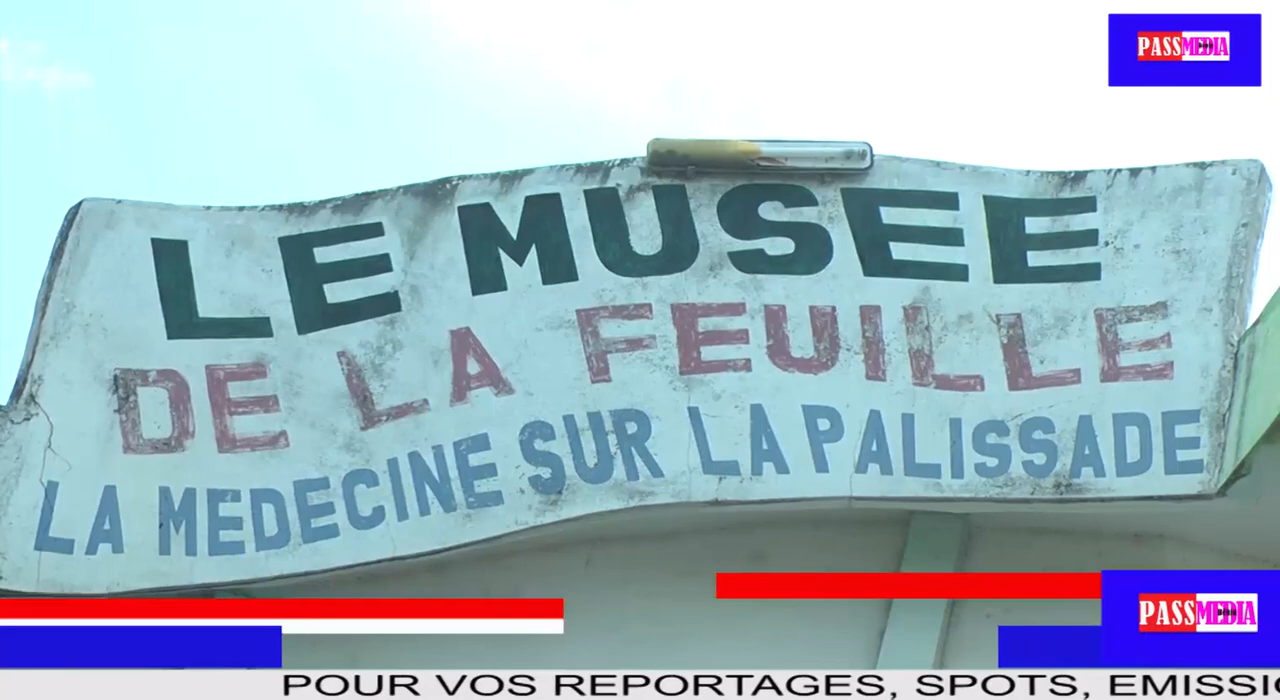 PASSMEDIA
LE MUSEE
DE LA FEUILLE
LA MEDECINE SUR LA PALISSADE
PASSMEDIA
POUR VOS REPORTAGES, SPOTS, EMISSI